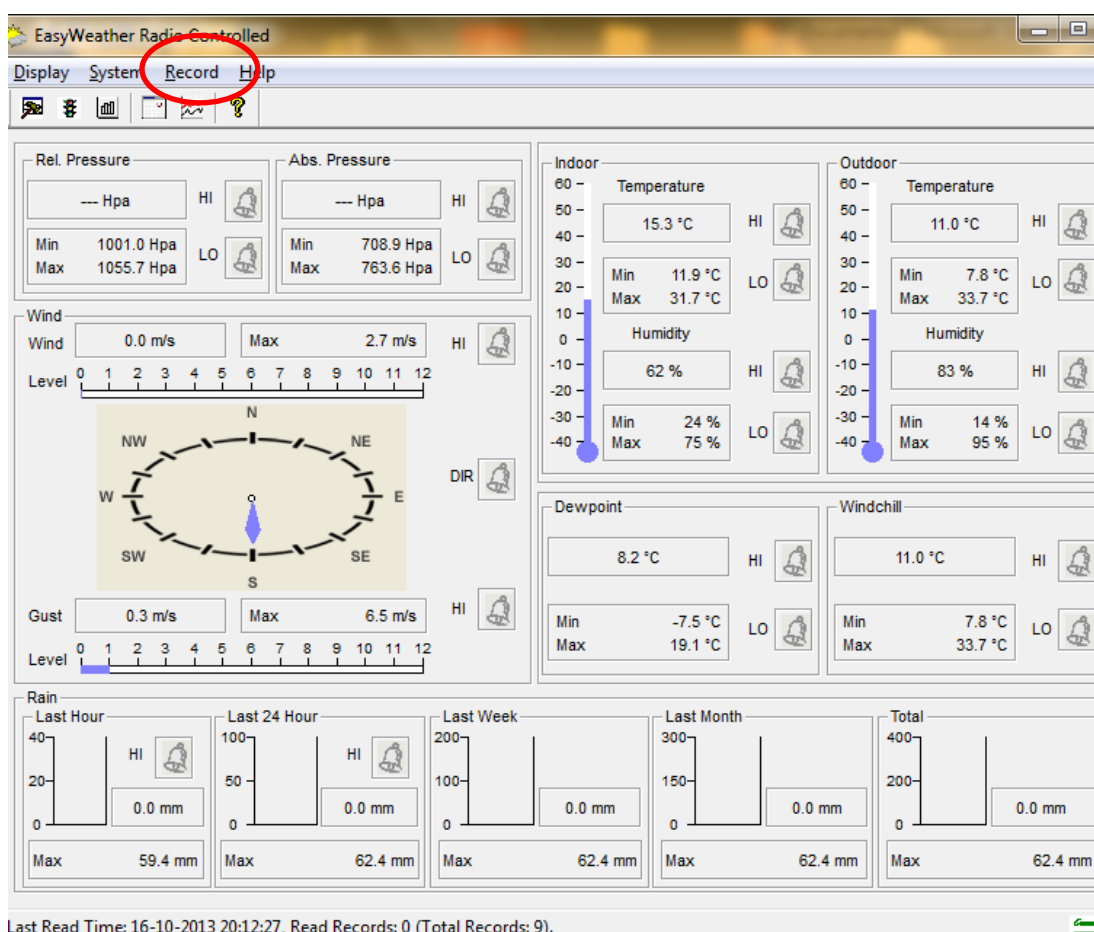 EasyWeather Radio Controlled
Display System Record Help
Rel. Pressure
--- Hpa
HI
Min 1001.0 Hpa
Max 1055.7 Hpa
LO
Abs. Pressure
--- Hpa
HI
Min 708.9 Hpa
Max 763.6 Hpa
LO
Wind
Wind 0.0 m/s Max 2.7 m/s HI
Level 0 1 2 3 4 5 6 7 8 9 10 11 12
N
NW NE
W E
SW SE
S
DIR
Gust 0.3 m/s Max 6.5 m/s HI
Level 0 1 2 3 4 5 6 7 8 9 10 11 12
Indoor
60
50
40
30
20
10
0
-10
-20
-30
-40
Temperature
15.3 °C HI
Min 11.9 °C
Max 31.7 °C
LO
Humidity
62 % HI
Min 24 %
Max 75 %
LO
Outdoor
60
50
40
30
20
10
0
-10
-20
-30
-40
Temperature
11.0 °C HI
Min 7.8 °C
Max 33.7 °C
LO
Humidity
83 % HI
Min 14 %
Max 95 %
LO
Dewpoint
8.2 °C HI
Min -7.5 °C
Max 19.1 °C
LO
Windchill
11.0 °C HI
Min 7.8 °C
Max 33.7 °C
LO
Rain
Last Hour
40
20
0
HI
0.0 mm
Max 59.4 mm
Last 24 Hour
100
50
0
HI
0.0 mm
Max 62.4 mm
Last Week
200
100
0
0.0 mm
Max 62.4 mm
Last Month
300
150
0
0.0 mm
Max 62.4 mm
Total
400
200
0
0.0 mm
Max 62.4 mm
Last Read Time: 16-10-2013 20:12:27, Read Records: 0 (Total Records: 9).